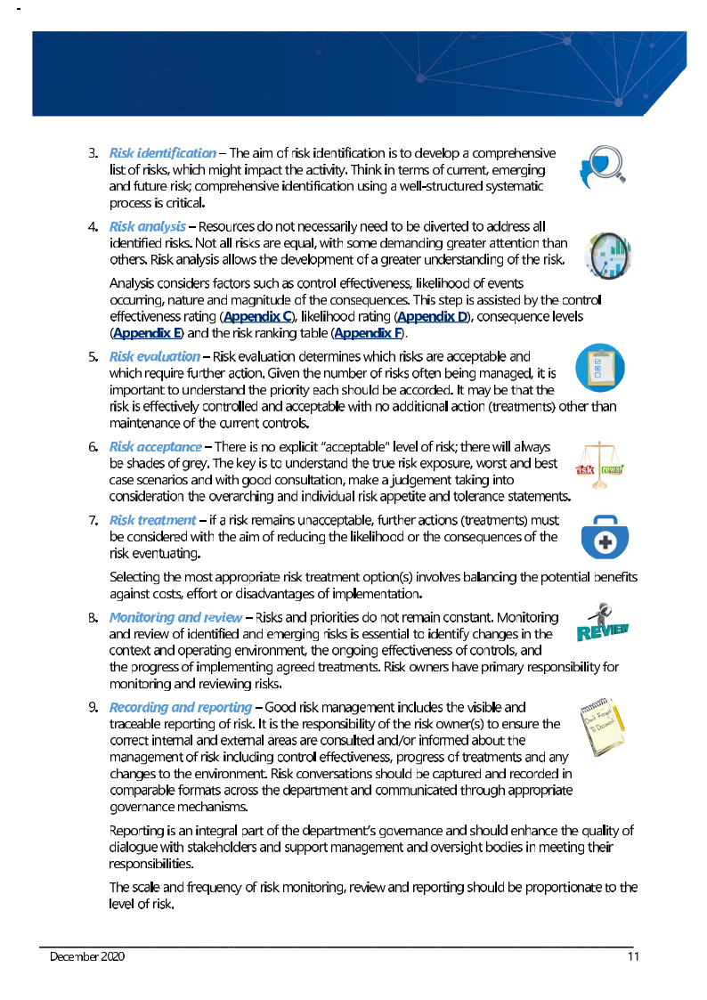 3. Risk identification – The aim of risk identification is to develop a comprehensive
list of risks, which might impact the activity. Think in terms of current, emerging
and future risk; comprehensive identification using a well-structured systematic
process is critical.
4. Risk analysis – Resources do not necessarily need to be diverted to address all
identified risks. Not all risks are equal, with some demanding greater attention than
others. Risk analysis allows the development of a greater understanding of the risk.
Analysis considers factors such as control effectiveness, likelihood of events
occurring, nature and magnitude of the consequences. This step is assisted by the control
effectiveness rating (Appendix C), likelihood rating (Appendix D), consequence levels
(Appendix E) and the risk ranking table (Appendix F).
5. Risk evaluation – Risk evaluation determines which risks are acceptable and
which require further action. Given the number of risks often being managed, it is
important to understand the priority each should be accorded. It may be that the
risk is effectively controlled and acceptable with no additional action (treatments) other than
maintenance of the current controls.
6. Risk acceptance – There is no explicit “acceptable” level of risk; there will always
be shades of grey. The key is to understand the true risk exposure, worst and best
case scenarios and with good consultation, make a judgement taking into
consideration the overarching and individual risk appetite and tolerance statements.
7. Risk treatment – if a risk remains unacceptable, further actions (treatments) must
be considered with the aim of reducing the likelihood or the consequences of the
risk eventuating.
Selecting the most appropriate risk treatment option(s) involves balancing the potential benefits
against costs, effort or disadvantages of implementation.
8. Monitoring and review – Risks and priorities do not remain constant. Monitoring
and review of identified and emerging risks is essential to identify changes in the
REVIEW
context and operating environment, the ongoing effectiveness of controls, and
the progress of implementing agreed treatments. Risk owners have primary responsibility for
monitoring and reviewing risks.
9. Recording and reporting – Good risk management includes the visible and
traceable reporting of risk. It is the responsibility of the risk owner(s) to ensure the
Don't Forget
To Document
correct internal and external areas are consulted and/or informed about the
management of risk including control effectiveness, progress of treatments and any
changes to the environment. Risk conversations should be captured and recorded in
comparable formats across the department and communicated through appropriate
governance mechanisms.
Reporting is an integral part of the department’s governance and should enhance the quality of
dialogue with stakeholders and support management and oversight bodies in meeting their
responsibilities.
The scale and frequency of risk monitoring, review and reporting should be proportionate to the
level of risk.
December 2020 11